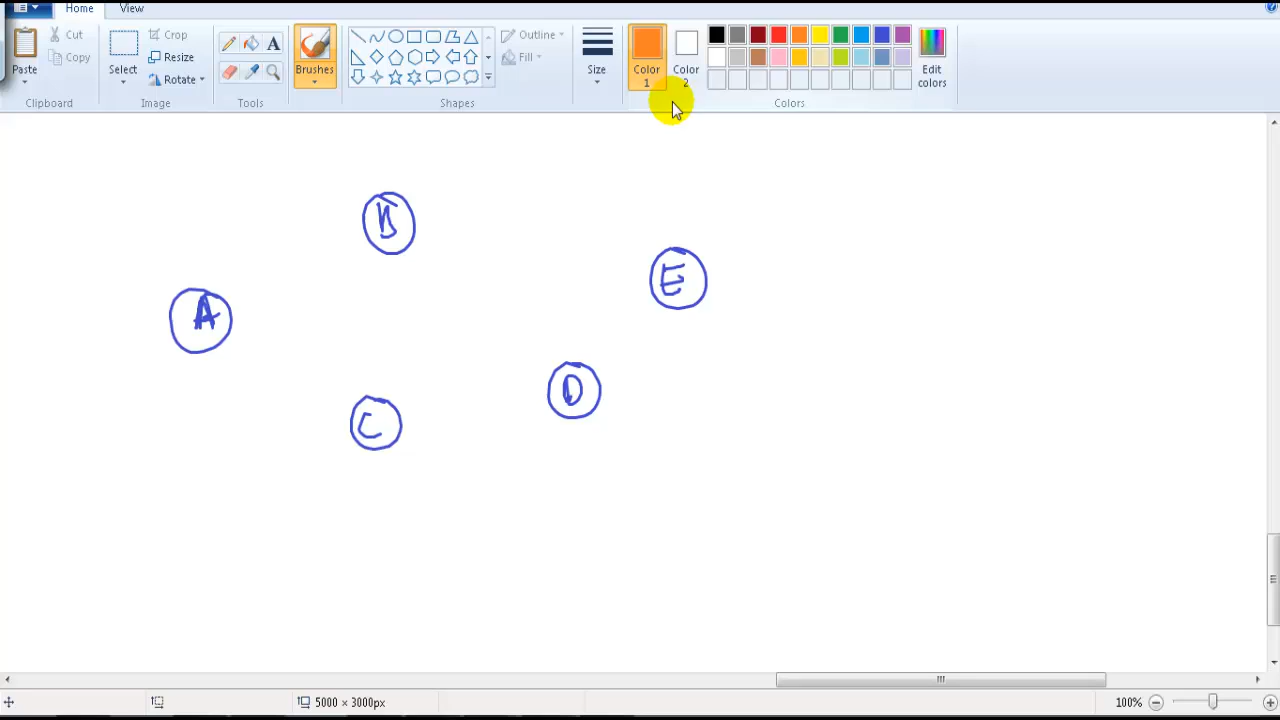 Home View
Cut
Copy
Paste
Clipboard
Select
Crop
Resize
Rotate
Image
A
Tools
Brushes
Shapes
Outline
Fill
Size
Color 1
Color 2
Edit colors
Colors
B
E
A
D
C
5000 × 3000px
100%